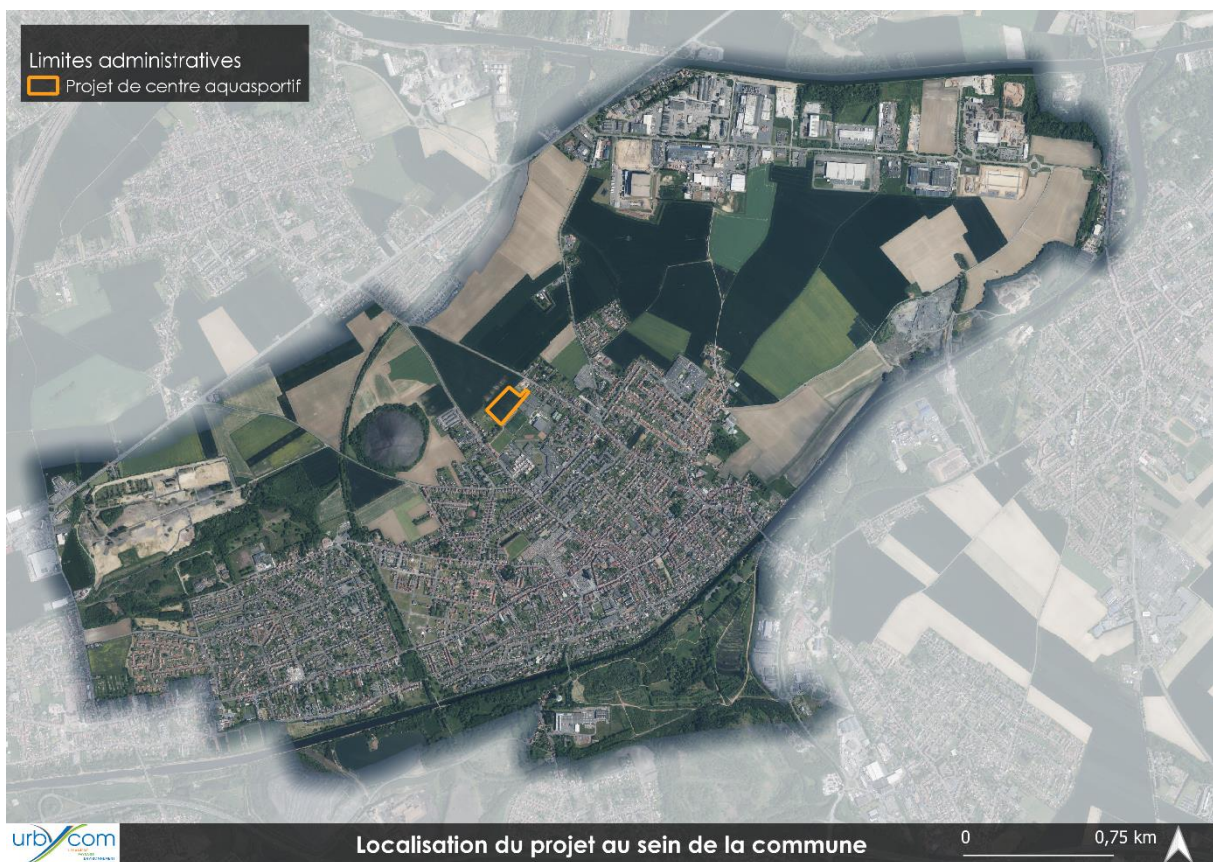 Limites administratives
Projet de centre aquasportif
urbycom
Localisation du projet au sein de la commune
0 0,75 km